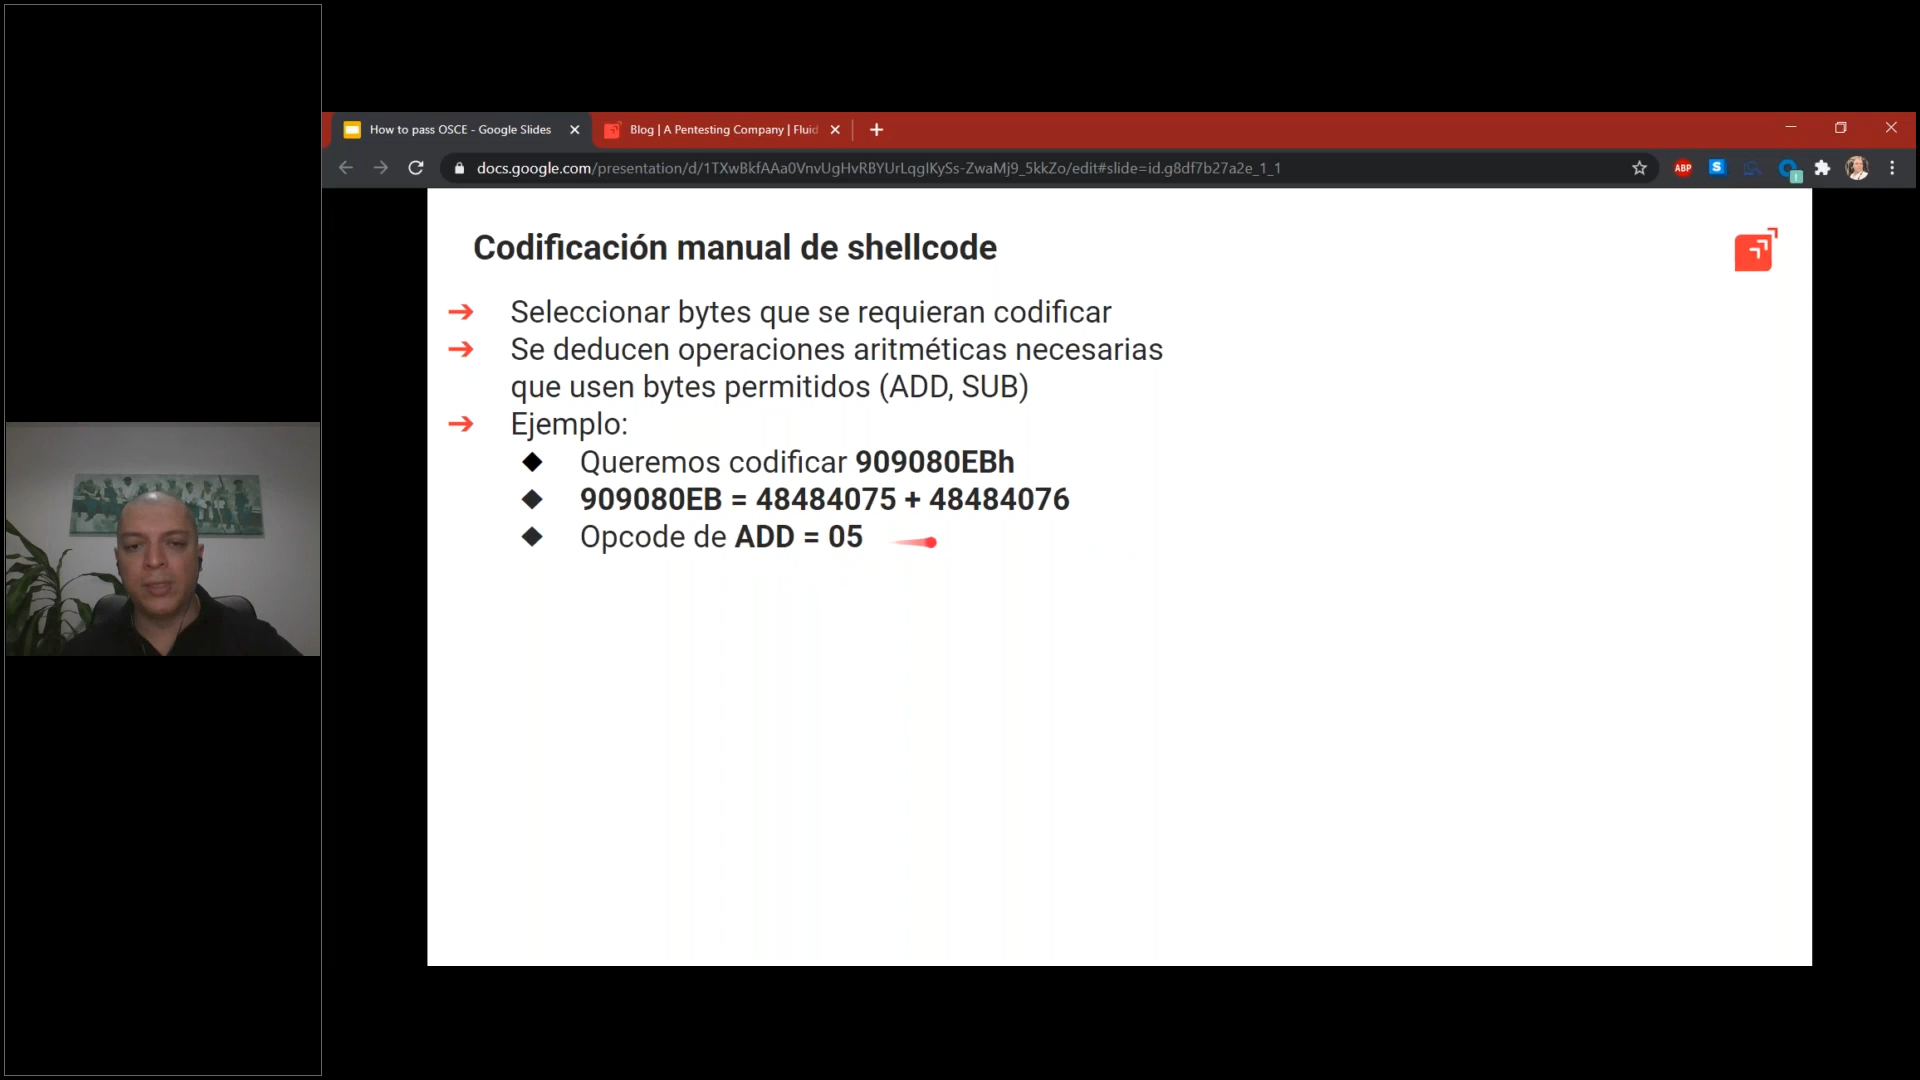 How to pass OSCE - Google Slides
Blog | A Pentesting Company | Fluid
docs.google.com/presentation/d/1TXwBkfAAa0VnvUgHvRBYUrLqglKySs-ZwaMj9_5kkZo/edit#slide=id.g8df7b27a2e_1_1
ABP
S
Codificación manual de shellcode
Seleccionar bytes que se requieran codificar
Se deducen operaciones aritméticas necesarias
que usen bytes permitidos (ADD, SUB)
Ejemplo:
Queremos codificar 909080EBh
909080EB = 48484075 + 48484076
Opcode de ADD = 05